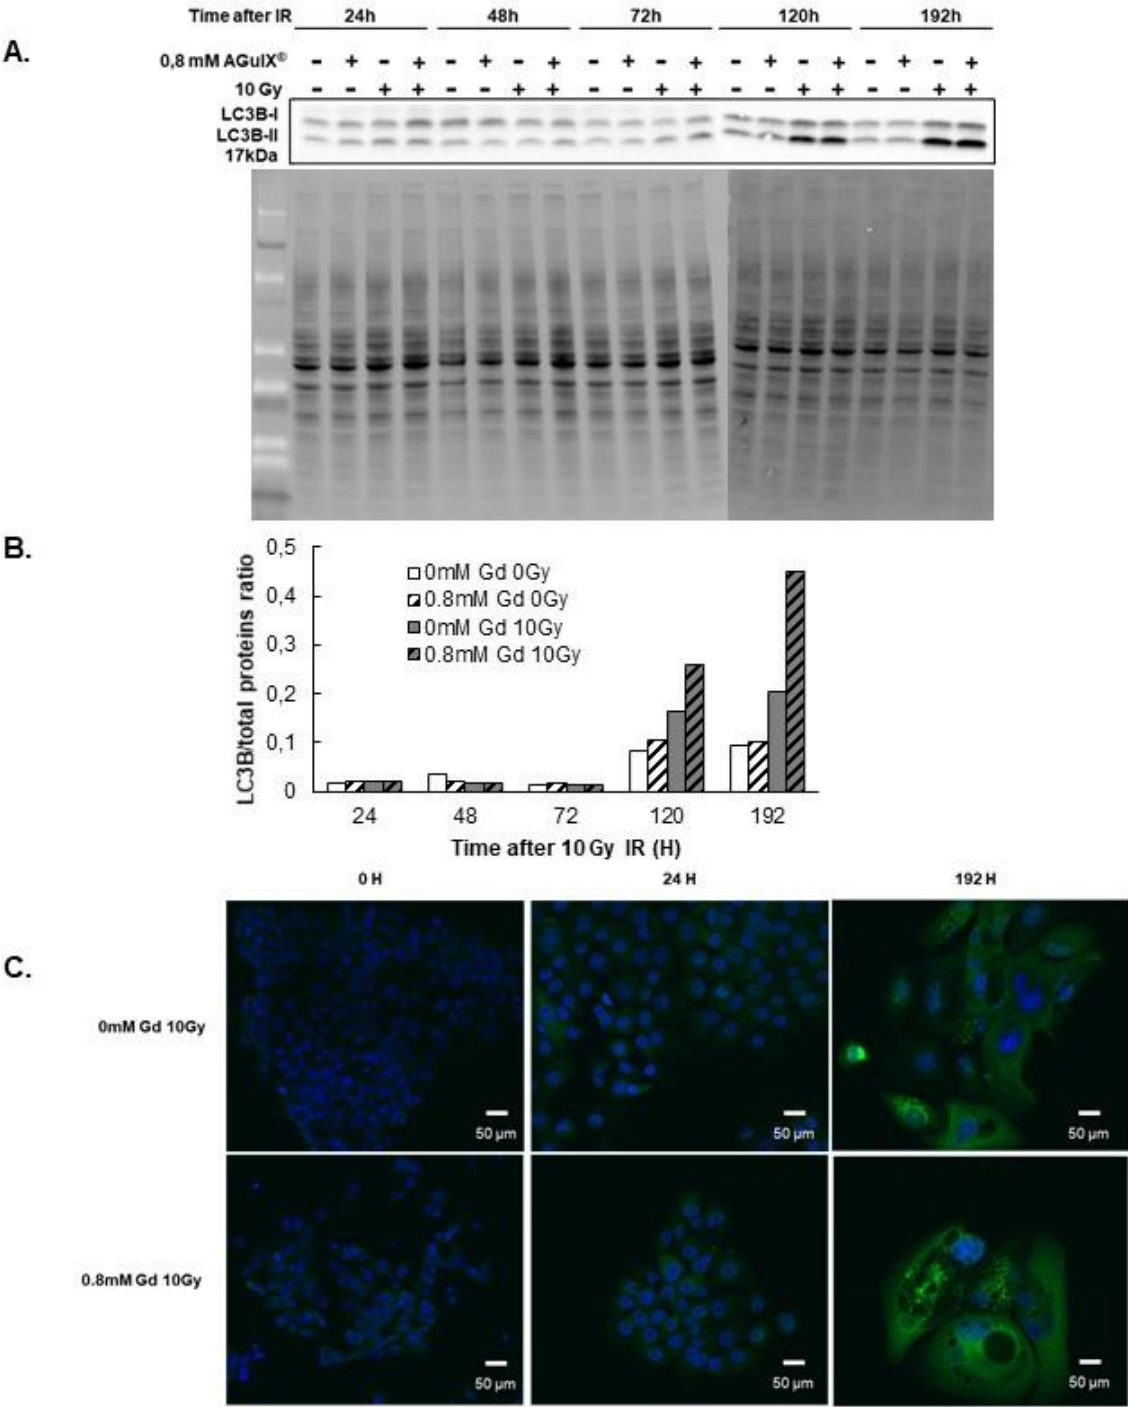 Time after IR 24h 48h 72h 120h 192h
A.
0,8 mM AGuIX® - + - + - + - + - + - + - + - + - + - +
10 Gy - - + + - - + + - - + + - - + + - - + +
LC3B-I
LC3B-II
17kDa
B.
LC3B/total proteins ratio
0,5
0,4
0,3
0,2
0,1
0
0mM Gd 0Gy
0.8mM Gd 0Gy
0mM Gd 10Gy
0.8mM Gd 10Gy
24 48 72 120 192
Time after 10 Gy IR (H)
0 H 24 H 192 H
C.
0mM Gd 10Gy
50 µm 50 µm 50 µm
0.8mM Gd 10Gy
50 µm 50 µm 50 µm